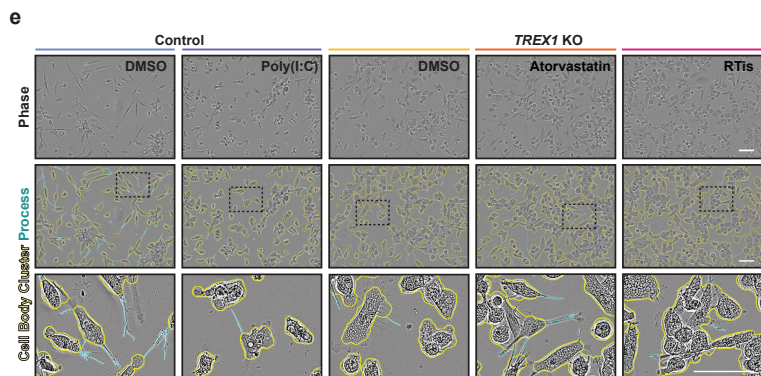 e
Control
TREX1 KO
DMSO
Poly(I:C)
DMSO
Atorvastatin
RTis
Phase
Cell Body Cluster Process